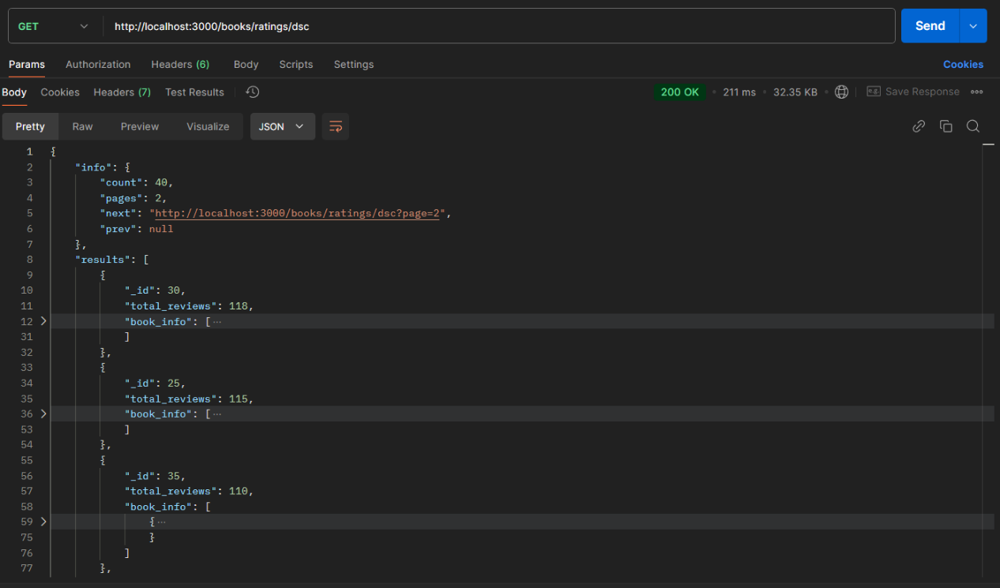 GET http://localhost:3000/books/ratings/dsc Send
Params Authorization Headers (6) Body Scripts Settings Cookies
Body Cookies Headers (7) Test Results 200 OK • 211 ms • 32.35 KB • e.g. Save Response
Pretty Raw Preview Visualize JSON
1 {
2 "info": {
3 "count": 40,
4 "pages": 2,
5 "next": "http://localhost:3000/books/ratings/dsc?page=2",
6 "prev": null
7 },
8 "results": [
9 {
10 "_id": 30,
11 "total_reviews": 118,
12 "book_info": [ ···
31 ]
32 },
33 {
34 "_id": 25,
35 "total_reviews": 115,
36 "book_info": [ ···
53 ]
54 },
55 {
56 "_id": 35,
57 "total_reviews": 110,
58 "book_info": [
59 { ···
75 }
76 ]
77 },